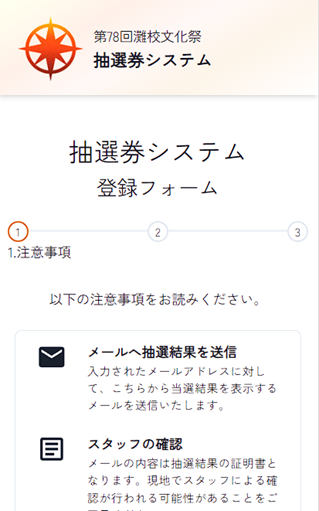 第78回灘校文化祭
抽選券システム
抽選券システム
登録フォーム
1
2
3
1.注意事項
以下の注意事項をお読みください。
メールへ抽選結果を送信
入力されたメールアドレスに対し
て、こちらから当選結果を表示する
メールを送信いたします。
スタッフの確認
メールの内容は抽選結果の証明書と
なります。現地でスタッフによる確
認が行われる可能性があることをご